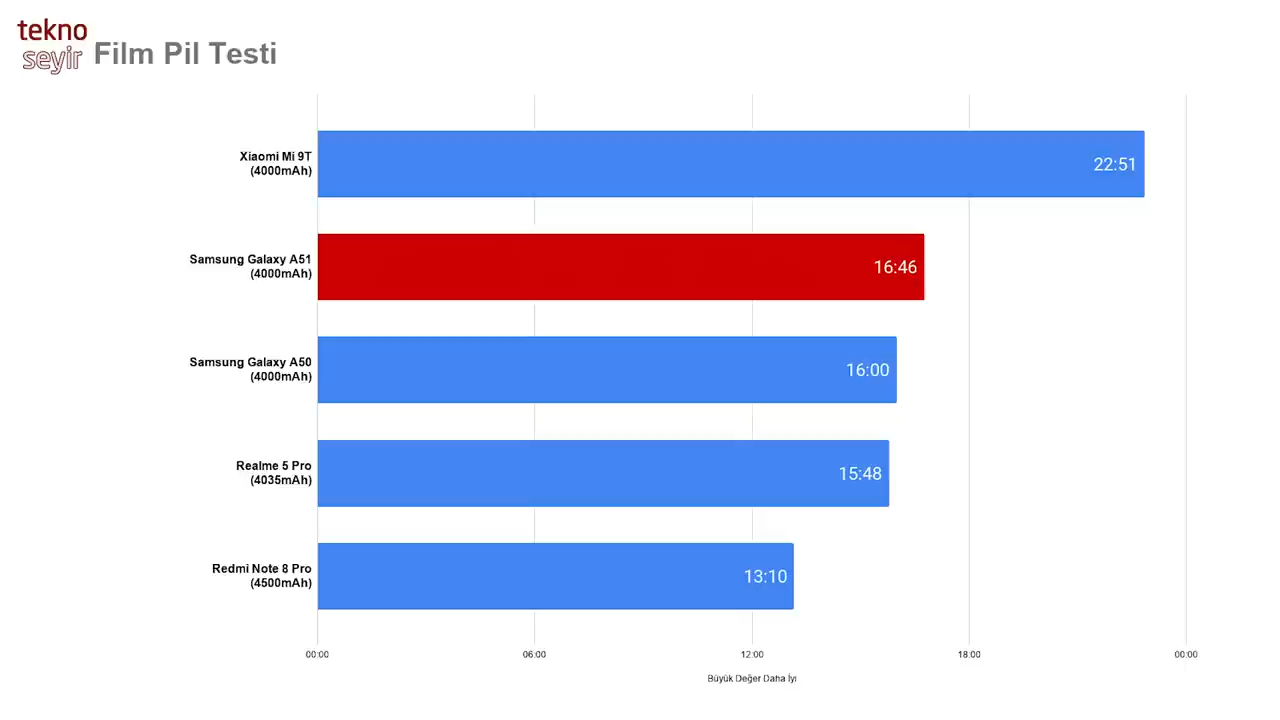 tekno
seyir
Film Pil Testi
Xiaomi Mi 9T
(4000mAh)
22:51
Samsung Galaxy A51
(4000mAh)
16:46
Samsung Galaxy A50
(4000mAh)
16:00
Realme 5 Pro
(4035mAh)
15:48
Redmi Note 8 Pro
(4500mAh)
13:10
00:00 06:00 12:00 18:00 00:00
Büyük Değer Daha İyi